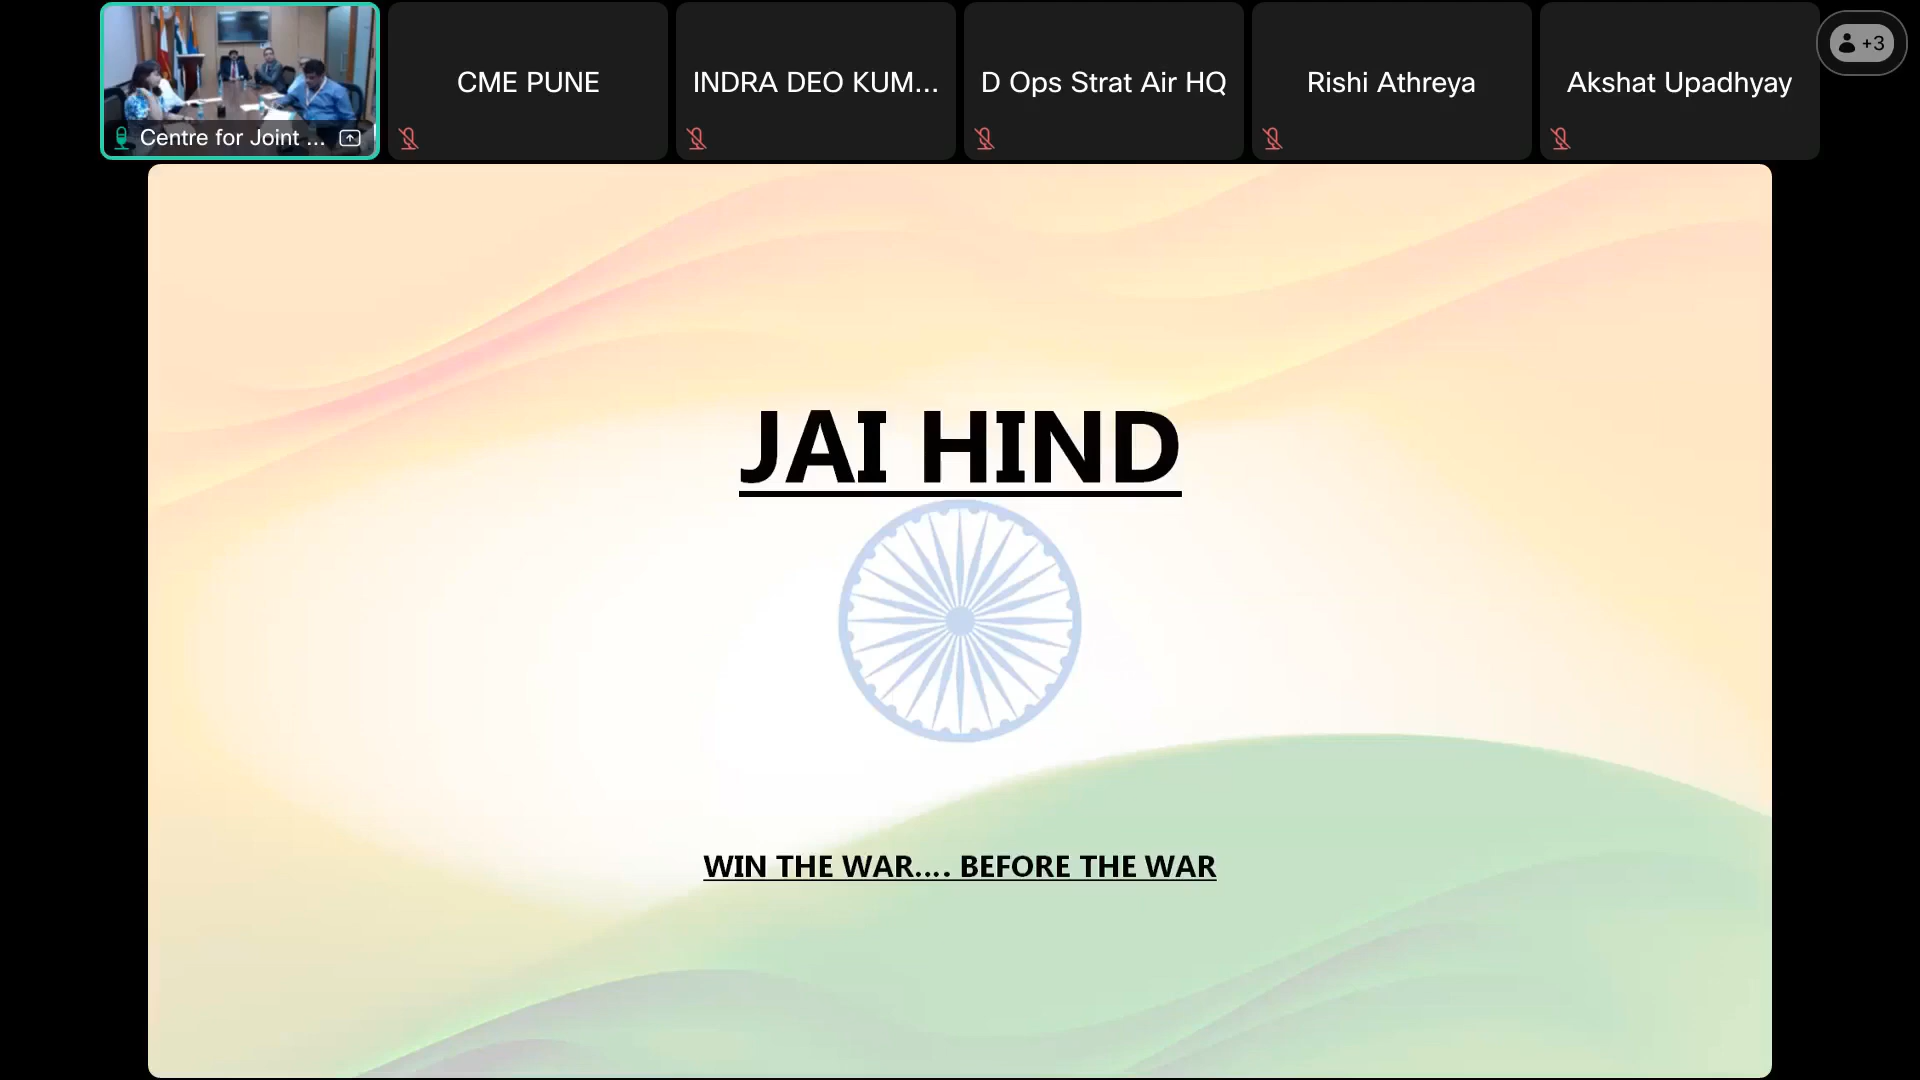 Centre for Joint ...
CME PUNE
INDRA DEO KUM...
D Ops Strat Air HQ
Rishi Athreya
Akshat Upadhyay
+3
JAI HIND
WIN THE WAR.... BEFORE THE WAR